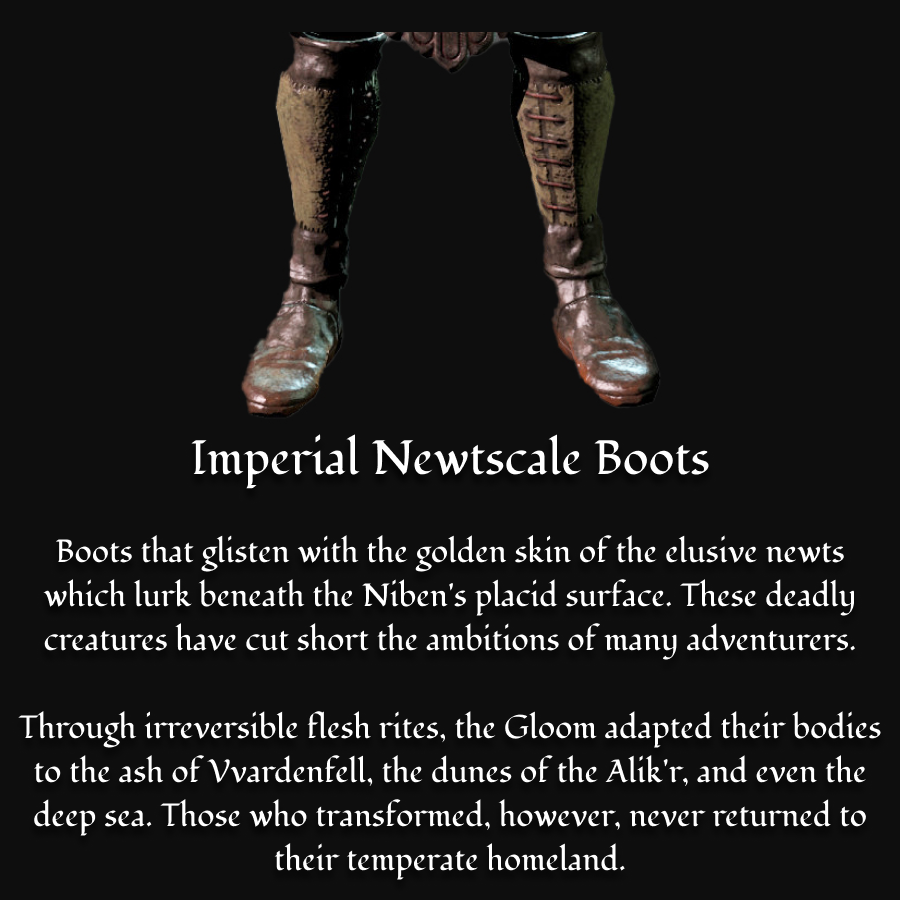 Imperial Newtscale Boots
Boots that glisten with the golden skin of the elusive newts
which lurk beneath the Niben's placid surface. These deadly
creatures have cut short the ambitions of many adventurers.
Through irreversible flesh rites, the Gloom adapted their bodies
to the ash of Vvardenfell, the dunes of the Alik'r, and even the
deep sea. Those who transformed, however, never returned to
their temperate homeland.